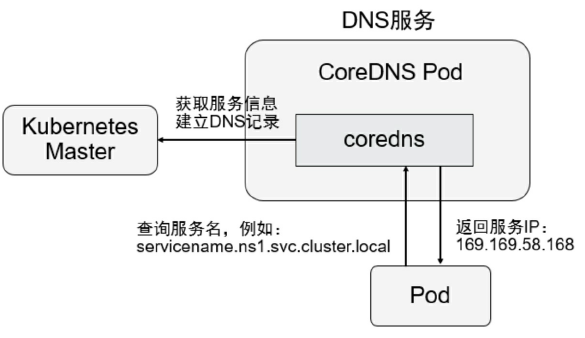 DNS服务
CoreDNS Pod
获取服务信息
建立DNS记录
Kubernetes
Master
coredns
查询服务名，例如：
servicename.ns1.svc.cluster.local
返回服务IP：
169.169.58.168
Pod